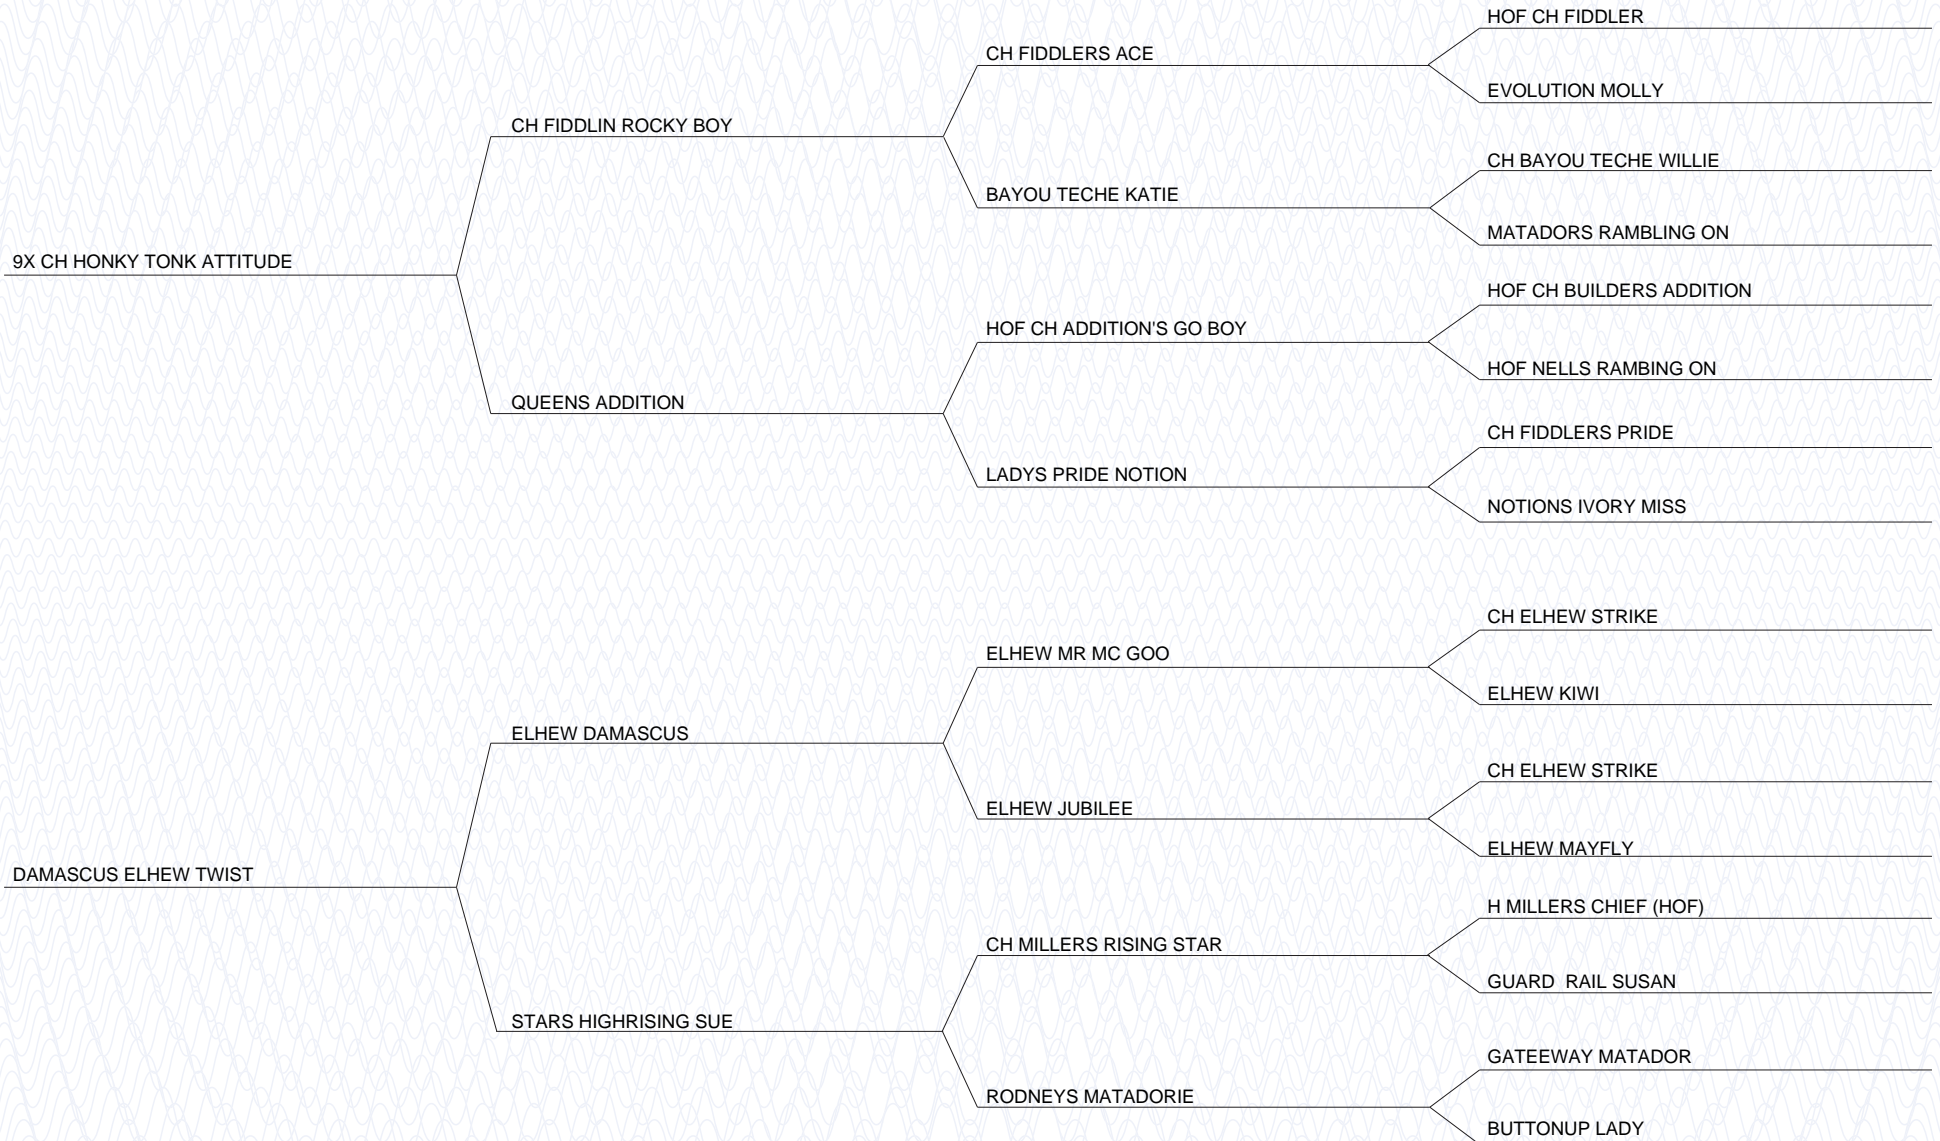 HOF CH FIDDLER
CH FIDDLERS ACE
EVOLUTION MOLLY
CH FIDDLIN ROCKY BOY
CH BAYOU TECHE WILLIE
BAYOU TECHE KATIE
MATADORS RAMBLING ON
9X CH HONKY TONK ATTITUDE
HOF CH BUILDERS ADDITION
HOF CH ADDITION'S GO BOY
HOF NELLS RAMBING ON
QUEENS ADDITION
CH FIDDLERS PRIDE
LADYS PRIDE NOTION
NOTIONS IVORY MISS
CH ELHEW STRIKE
ELHEW MR MC GOO
ELHEW KIWI
ELHEW DAMASCUS
CH ELHEW STRIKE
ELHEW JUBILEE
ELHEW MAYFLY
DAMASCUS ELHEW TWIST
H MILLERS CHIEF (HOF)
CH MILLERS RISING STAR
GUARD  RAIL SUSAN
STARS HIGHRISING SUE
GATEEWAY MATADOR
RODNEYS MATADORIE
BUTTONUP LADY